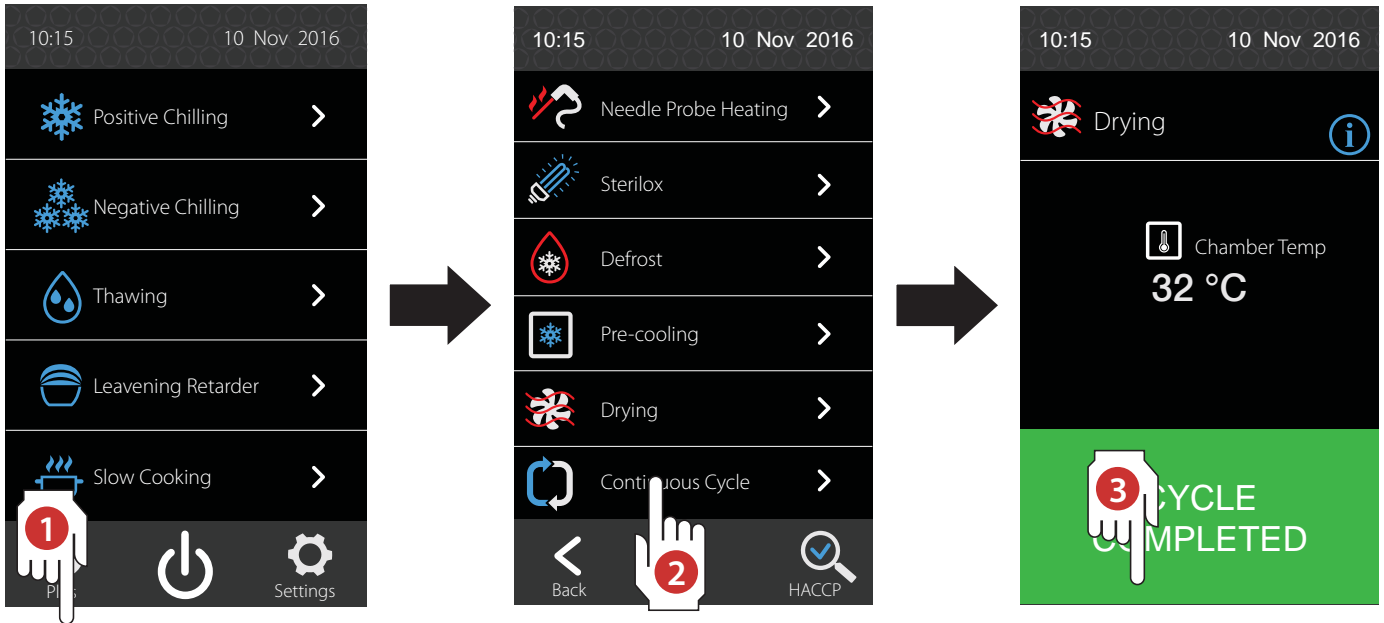 10:15 10 Nov 2016
Positive Chilling
Negative Chilling
Thawing
Leavening Retarder
Slow Cooking
1
Settings
10:15 10 Nov 2016
Needle Probe Heating
Sterilox
Defrost
Pre-cooling
Drying
Continuous Cycle
2
Back HACCP
10:15 10 Nov 2016
Drying
i
Chamber Temp
32 °C
3
CYCLE
COMPLETED